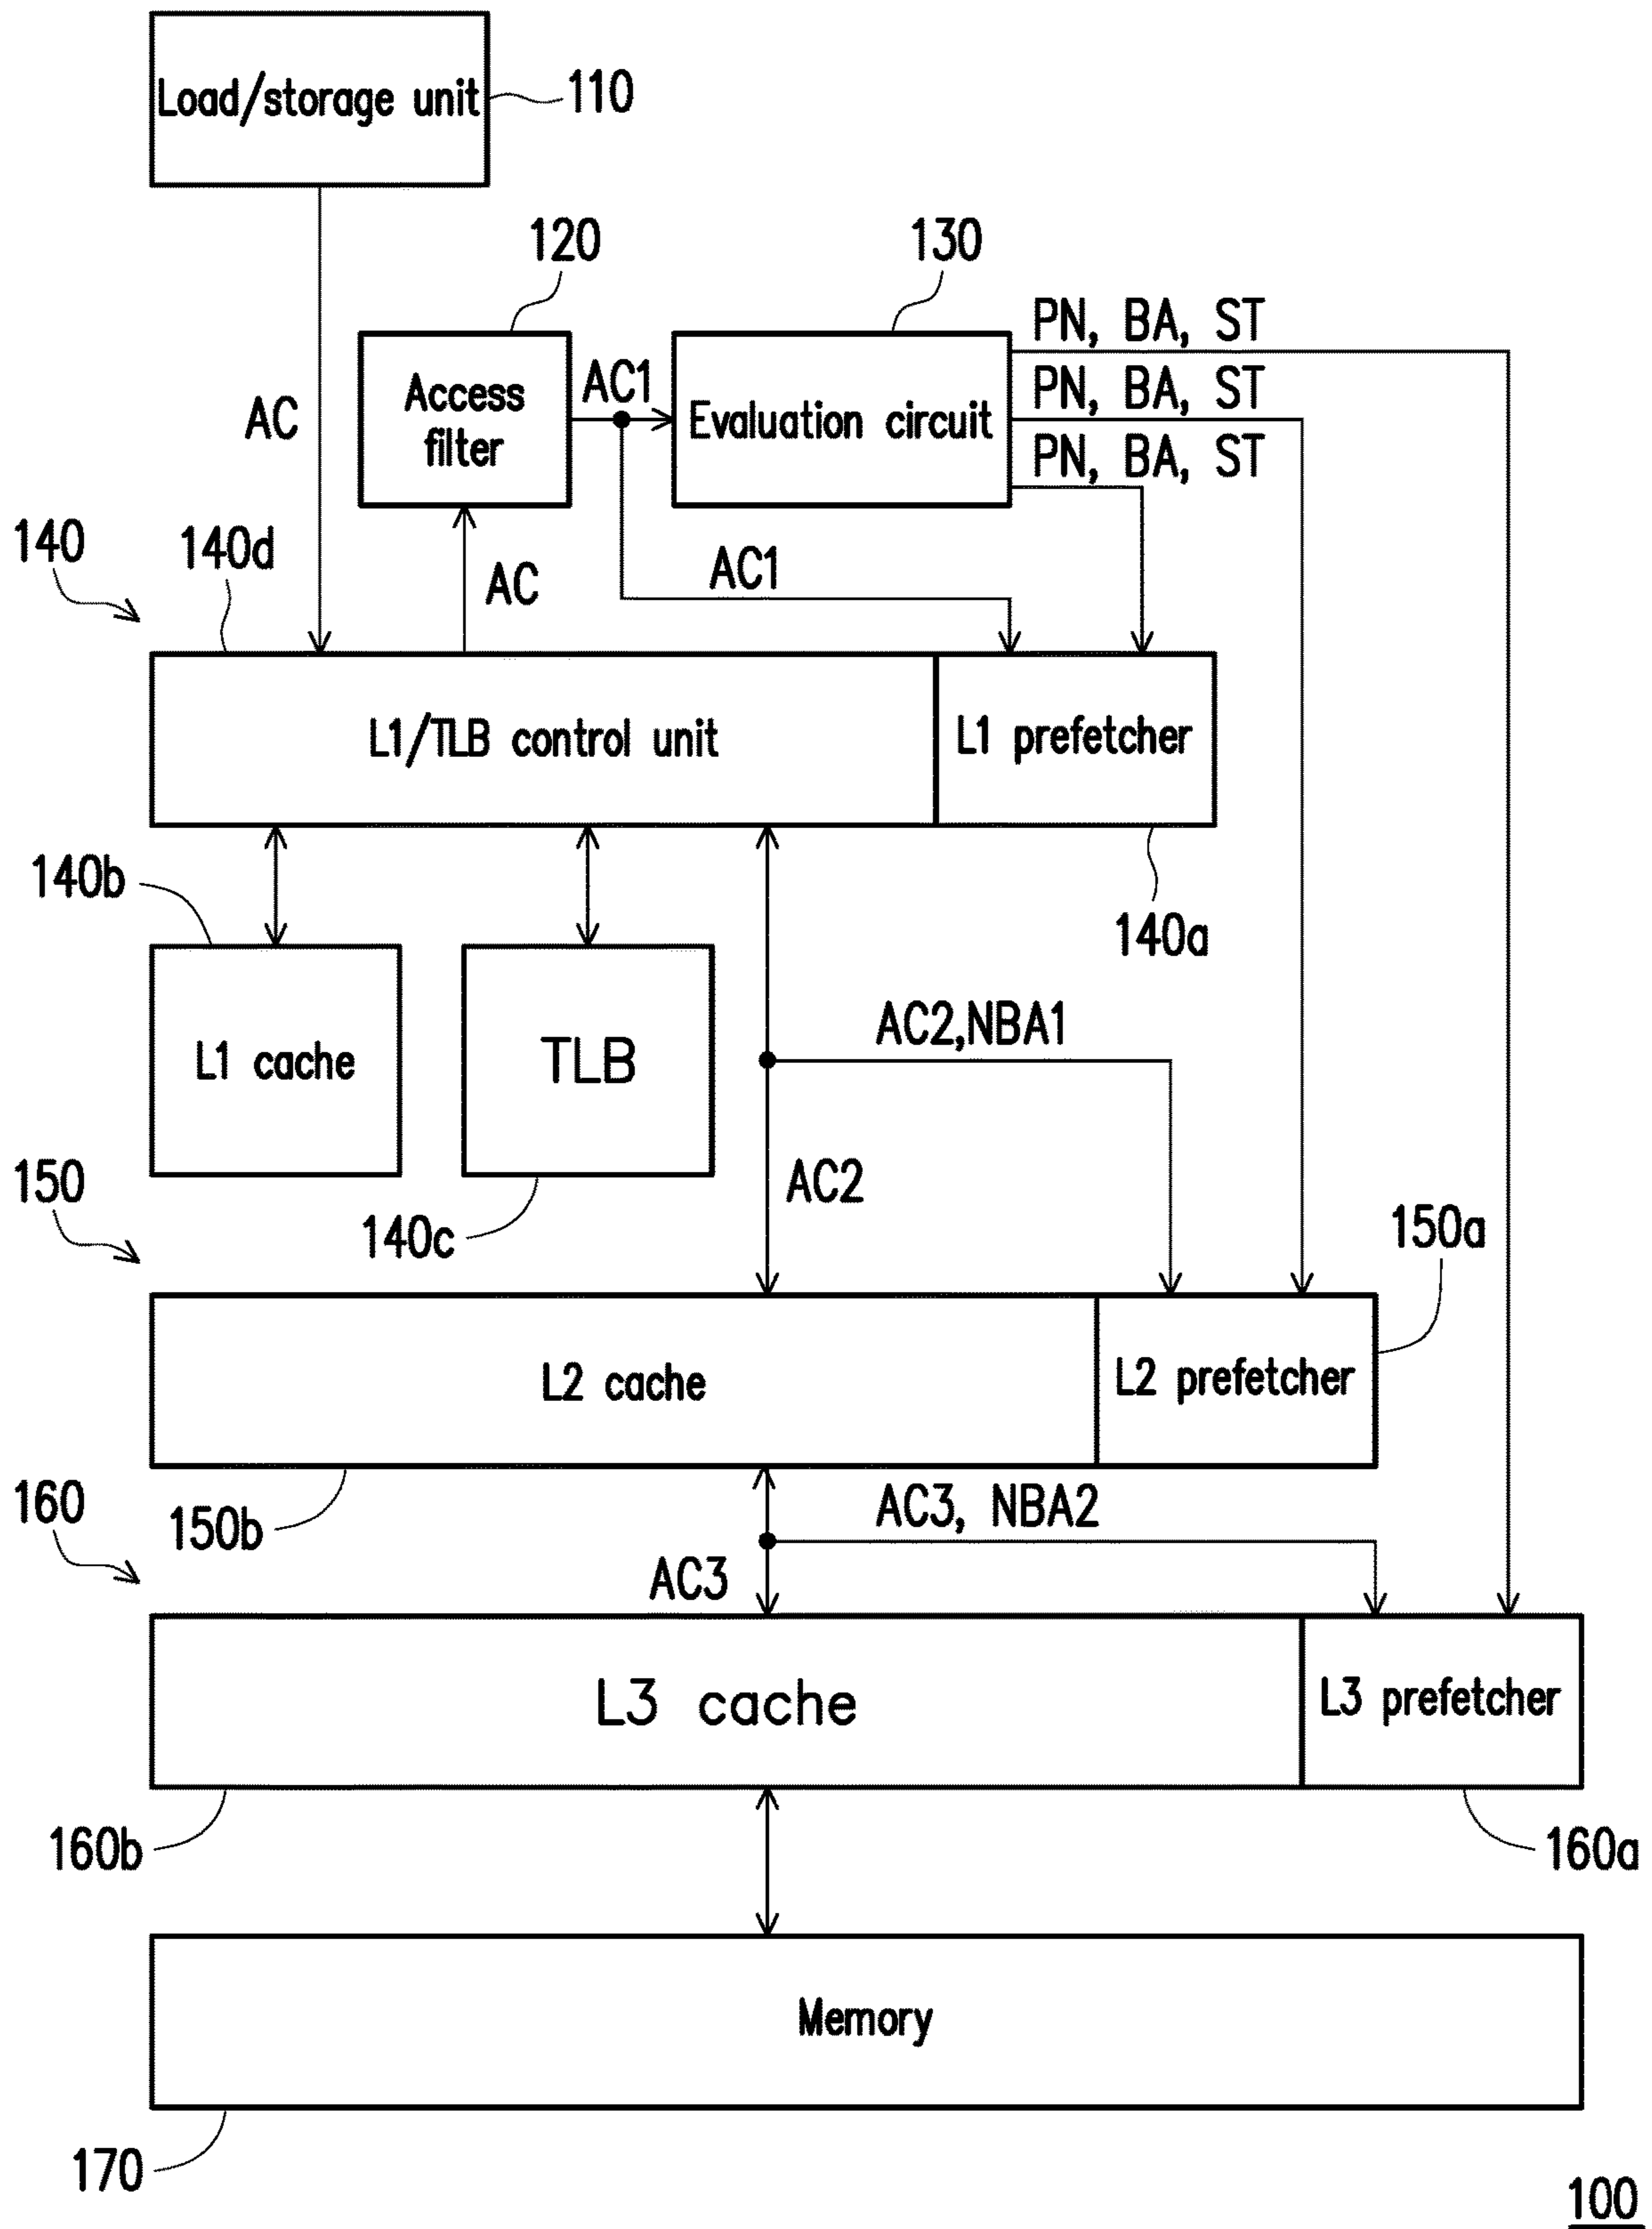 Load/storage unit
110
120
130
PN, BA, ST
AC1
PN, BA, ST
AC
Access
filter
Evaluation circuit
PN, BA, ST
140
140d
AC
AC1
L1/TLB control unit
L1 prefetcher
140b
140a
AC2,NBA1
L1 cache
TLB
150
AC2
140c
150a
L2 cache
L2 prefetcher
160
150b
AC3, NBA2
AC3
L3 cache
L3 prefetcher
160b
160a
Memory
170
100